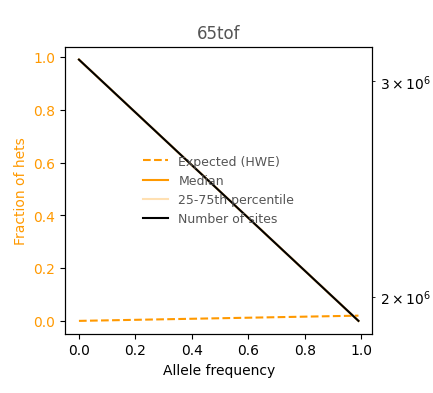 65tof
1.0
0.8
0.6
0.4
0.2
0.0
Fraction of hets
3 × 10⁶
2 × 10⁶
Expected (HWE)
Median
25-75th percentile
Number of sites
0.0 0.2 0.4 0.6 0.8 1.0
Allele frequency